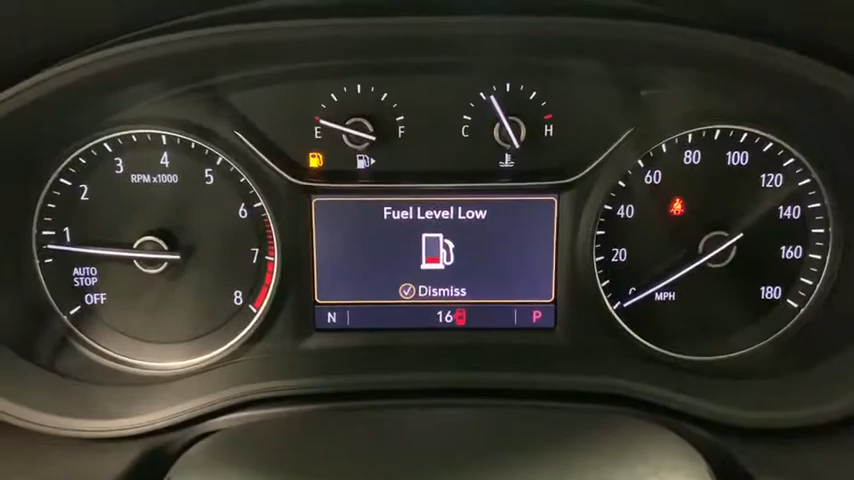 E F
C H
1 2 3 4 5 6 7 8
RPM x 1000
AUTO
STOP
OFF
Fuel Level Low
Dismiss
N 16 P
20 40 60 80 100 120 140 160 180
MPH